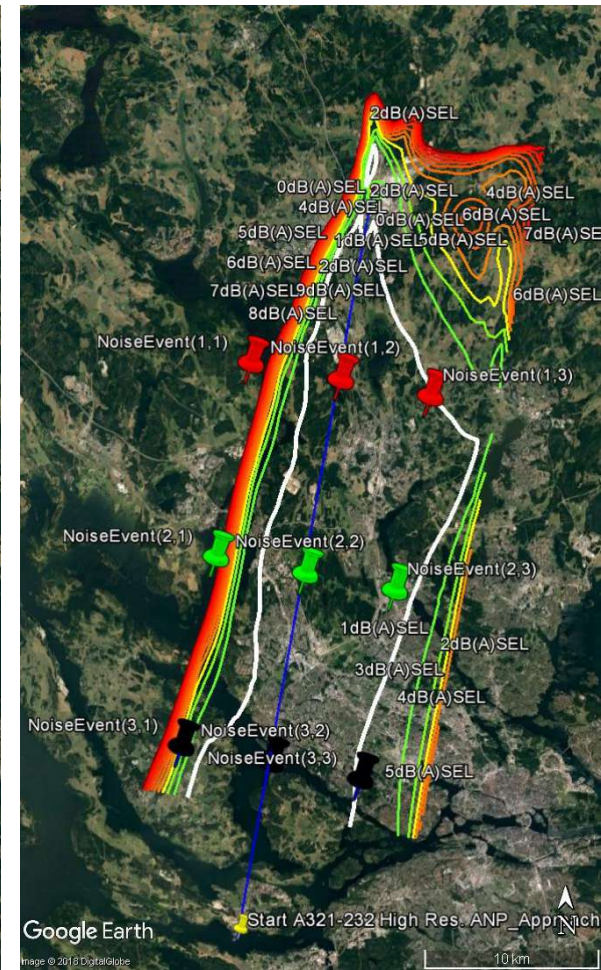 2dB(A)SEL
0dB(A)SEL
2dB(A)SEL
4dB(A)SEL
4dB(A)SEL
0dB(A)SEL
6dB(A)SEL
5dB(A)SEL
1dB(A)SEL
5dB(A)SEL
7dB(A)SE
6dB(A)SEL
2dB(A)SEL
7dB(A)SEL
9dB(A)SEL
6dB(A)SEL
8dB(A)SEL
NoiseEvent(1,1)
NoiseEvent(1,2)
NoiseEvent(1,3)
NoiseEvent(2,1)
NoiseEvent(2,2)
NoiseEvent(2,3)
1dB(A)SEL
2dB(A)SEL
3dB(A)SEL
4dB(A)SEL
NoiseEvent(3,1)
NoiseEvent(3,2)
NoiseEvent(3,3)
5dB(A)SEL
Start A321-232 High Res. ANP_Approach
Google Earth
N
Image © 2018 DigitalGlobe
10 km